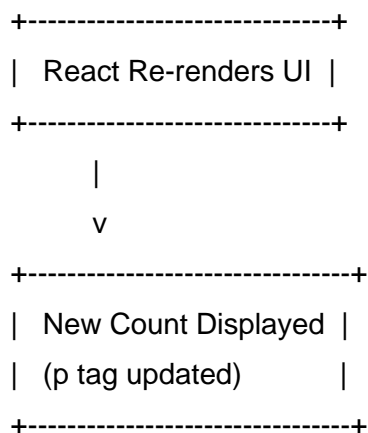 +-------------------------------+
|   React Re-renders UI  |
+-------------------------------+
|
v
+---------------------------------+
|   New Count Displayed  |
|   (p tag updated)          |
+---------------------------------+